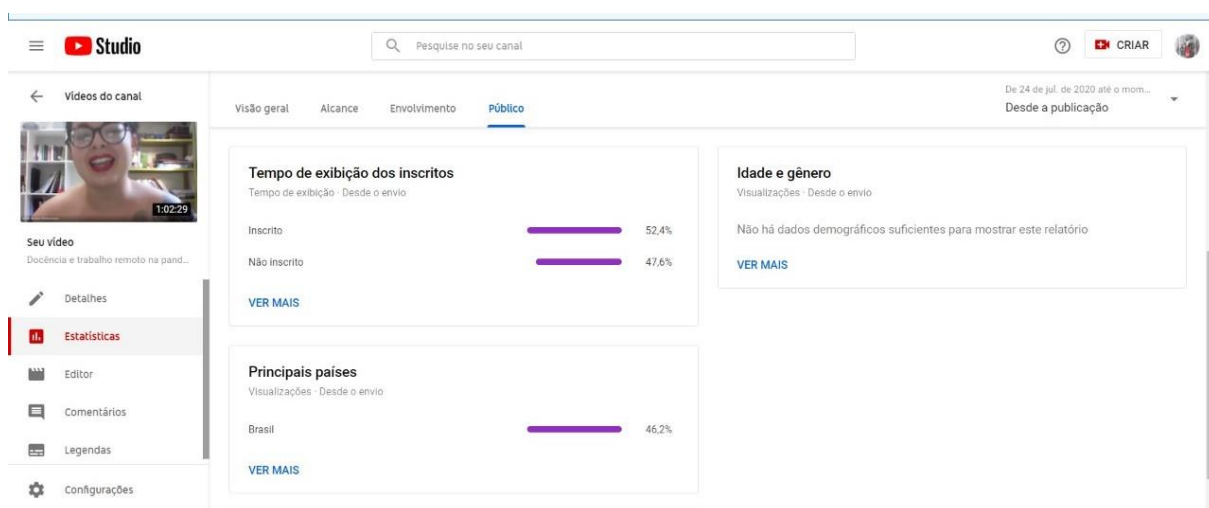 Studio
Pesquise no seu canal
CRIAR
Vídeos do canal
1:02:29
Seu vídeo
Docência e trabalho remoto na pand...
Detalhes
Estatísticas
Editor
Comentários
Legendas
Configurações
Visão geral
Alcance
Envolvimento
Público
De 24 de jul. de 2020 até o mom...
Desde a publicação
Tempo de exibição dos inscritos
Tempo de exibição · Desde o envio
Inscrito 52,4%
Não inscrito 47,6%
VER MAIS
Idade e gênero
Visualizações · Desde o envio
Não há dados demográficos suficientes para mostrar este relatório
VER MAIS
Principais países
Visualizações · Desde o envio
Brasil 46,2%
VER MAIS